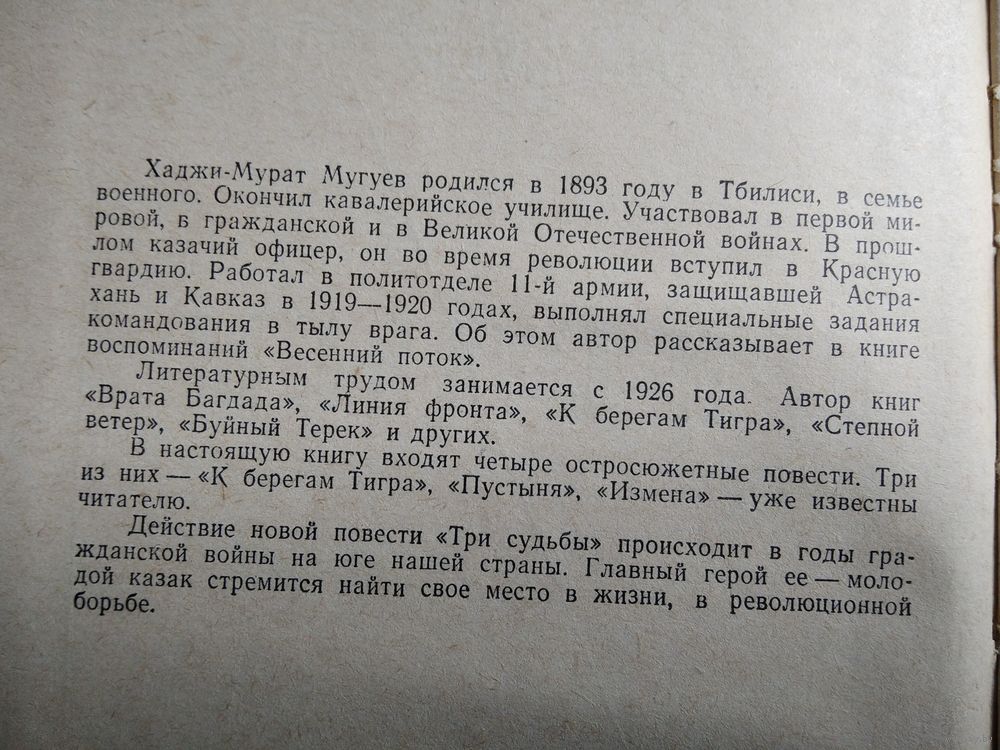 Хаджи-Мурат Мугуев родился в 1893 году в Тбилиси, в семье
военного. Окончил кавалерийское училище. Участвовал в первой ми-
ровой, в гражданской и в Великой Отечественной войнах. В прош-
лом казачий офицер, он во время революции вступил в Красную
гвардию. Работал в политотделе 11-й армии, защищавшей Астра-
хань и Кавказ в 1919—1920 годах, выполнял специальные задания
командования в тылу врага. Об этом автор рассказывает в книге
воспоминаний «Весенний поток».
Литературным трудом занимается с 1926 года. Автор книг
«Врата Багдада», «Линия фронта», «К берегам Тигра», «Степной
ветер», «Буйный Терек» и других.
В настоящую книгу входят четыре остросюжетные повести. Три
из них — «К берегам Тигра», «Пустыня», «Измена» — уже известны
читателю.
Действие новой повести «Три судьбы» происходит в годы гра-
жданской войны на юге нашей страны. Главный герой ее — моло-
дой казак стремится найти свое место в жизни, в революционной
борьбе.